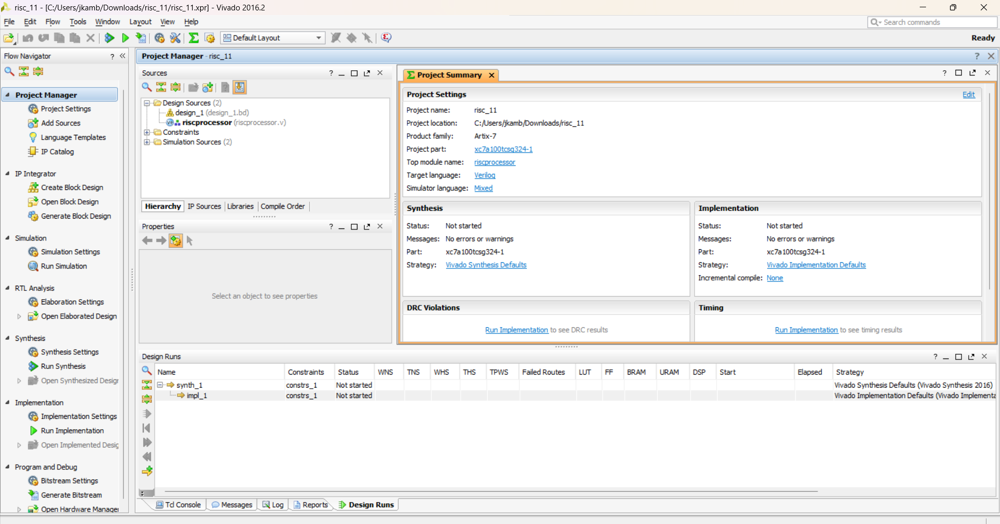 risc_11 - [C:/Users/jkamb/Downloads/risc_11/risc_11.xpr] - Vivado 2016.2
File Edit Flow Tools Window Layout View Help
Search commands
Default Layout
Ready
Flow Navigator
Project Manager
Project Settings
Add Sources
Language Templates
IP Catalog
IP Integrator
Create Block Design
Open Block Design
Generate Block Design
Simulation
Simulation Settings
Run Simulation
RTL Analysis
Elaboration Settings
Open Elaborated Design
Synthesis
Synthesis Settings
Run Synthesis
Open Synthesized Design
Implementation
Implementation Settings
Run Implementation
Open Implemented Desig
Program and Debug
Bitstream Settings
Generate Bitstream
Open Hardware Manager
Project Manager - risc_11
Sources
Design Sources (2)
design_1 (design_1.bd)
riscprocessor (riscprocessor.v)
Constraints
Simulation Sources (2)
Hierarchy IP Sources Libraries Compile Order
Properties
Select an object to see properties
Project Summary
Project Settings Edit
Project name: risc_11
Project location: C:/Users/jkamb/Downloads/risc_11
Product family: Artix-7
Project part: xc7a100tcsg324-1
Top module name: riscprocessor
Target language: Verilog
Simulator language: Mixed
Synthesis
Status: Not started
Messages: No errors or warnings
Part: xc7a100tcsg324-1
Strategy: Vivado Synthesis Defaults
Implementation
Status: Not started
Messages: No errors or warnings
Part: xc7a100tcsg324-1
Strategy: Vivado Implementation Defaults
Incremental compile: None
DRC Violations
Run Implementation to see DRC results
Timing
Run Implementation to see timing results
Design Runs
Name Constraints Status WNS TNS WHS THS TPWS Failed Routes LUT FF BRAM URAM DSP Start Elapsed Strategy
synth_1 constrs_1 Not started Vivado Synthesis Defaults (Vivado Synthesis 2016)
impl_1 constrs_1 Not started Vivado Implementation Defaults (Vivado Implementa
Tcl Console Messages Log Reports Design Runs